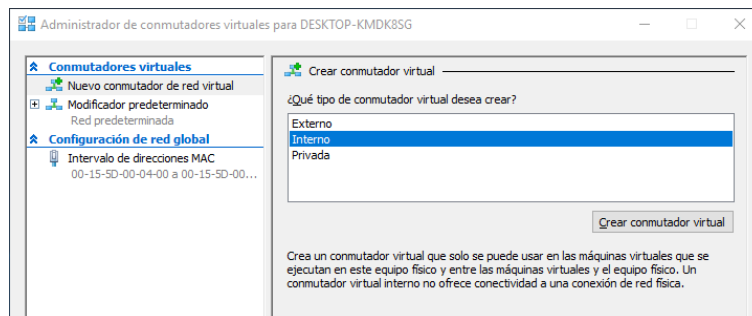 Administrador de conmutadores virtuales para DESKTOP-KMDK8SG
Conmutadores virtuales
Nuevo conmutador de red virtual
Modificador predeterminado
Red predeterminada
Configuración de red global
Intervalo de direcciones MAC
00-15-5D-00-04-00 a 00-15-5D-00...
Crear conmutador virtual
¿Qué tipo de conmutador virtual desea crear?
Externo
Interno
Privada
Crear conmutador virtual
Crea un conmutador virtual que solo se puede usar en las máquinas virtuales que se
ejecutan en este equipo físico y entre las máquinas virtuales y el equipo físico. Un
conmutador virtual interno no ofrece conectividad a una conexión de red física.